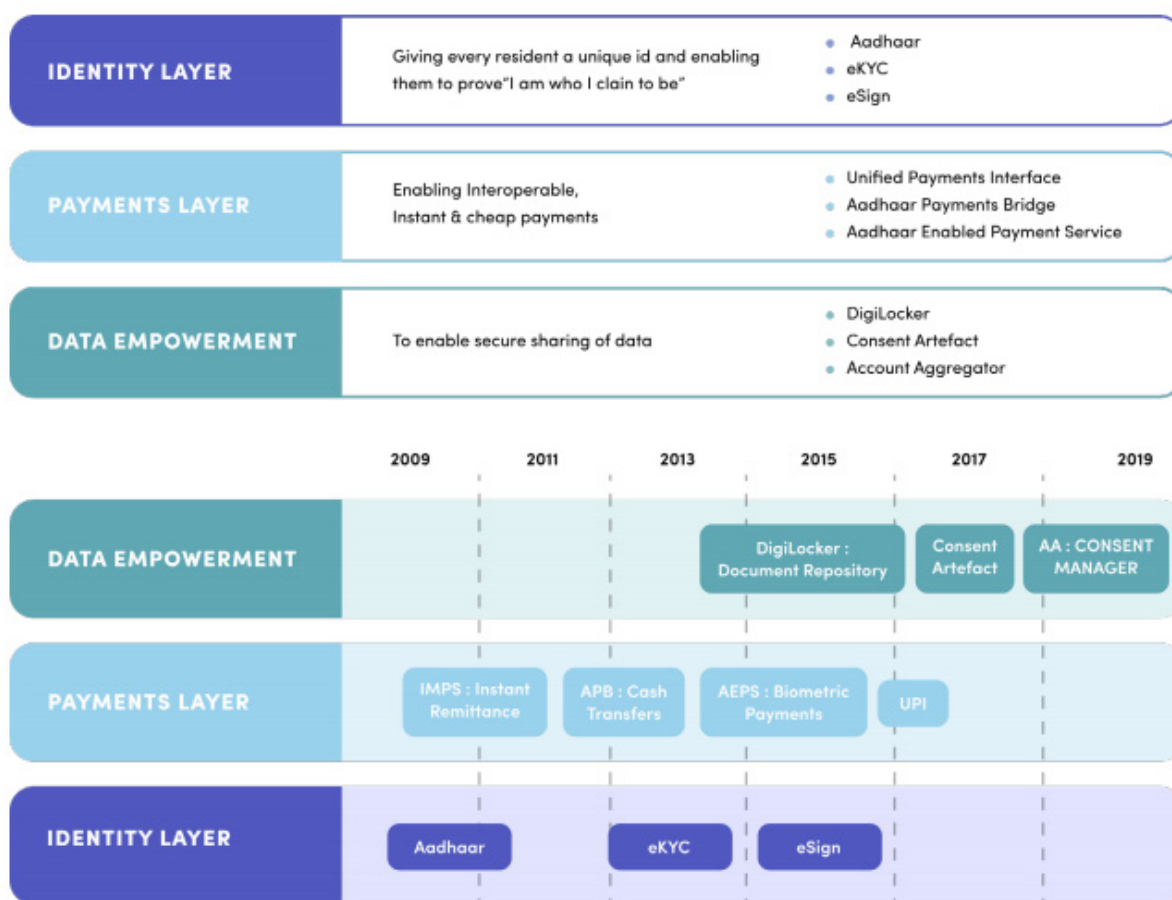 IDENTITY LAYER
Giving every resident a unique id and enabling
them to prove"I am who I clain to be"
Aadhaar
eKYC
eSign
PAYMENTS LAYER
Enabling Interoperable,
Instant & cheap payments
Unified Payments Interface
Aadhaar Payments Bridge
Aadhaar Enabled Payment Service
DATA EMPOWERMENT
To enable secure sharing of data
DigiLocker
Consent Artefact
Account Aggregator
2009 2011 2013 2015 2017 2019
DATA EMPOWERMENT
DigiLocker :
Document Repository
Consent
Artefact
AA : CONSENT
MANAGER
PAYMENTS LAYER
IMPS : Instant
Remittance
APB : Cash
Transfers
AEPS : Biometric
Payments
UPI
IDENTITY LAYER
Aadhaar
eKYC
eSign